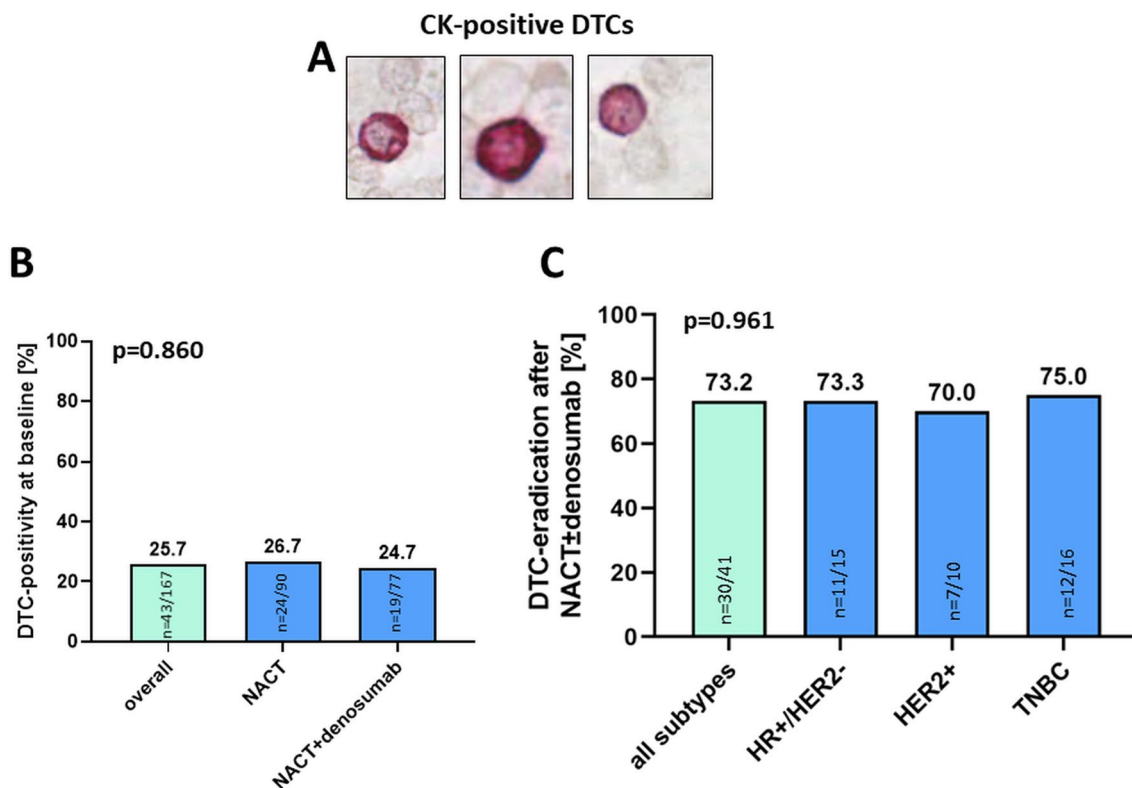 CK-positive DTCs
A
B
DTC-positivity at baseline [%]
100
80
60
40
20
0
p=0.860
25.7
26.7
24.7
n=43/167
n=24/90
n=19/77
overall
NACT
NACT+denosumab
C
DTC-eradication after
NACT±denosumab [%]
100
80
60
40
20
0
p=0.961
73.2
73.3
70.0
75.0
n=30/41
n=11/15
n=7/10
n=12/16
all subtypes
HR+/HER2-
HER2+
TNBC